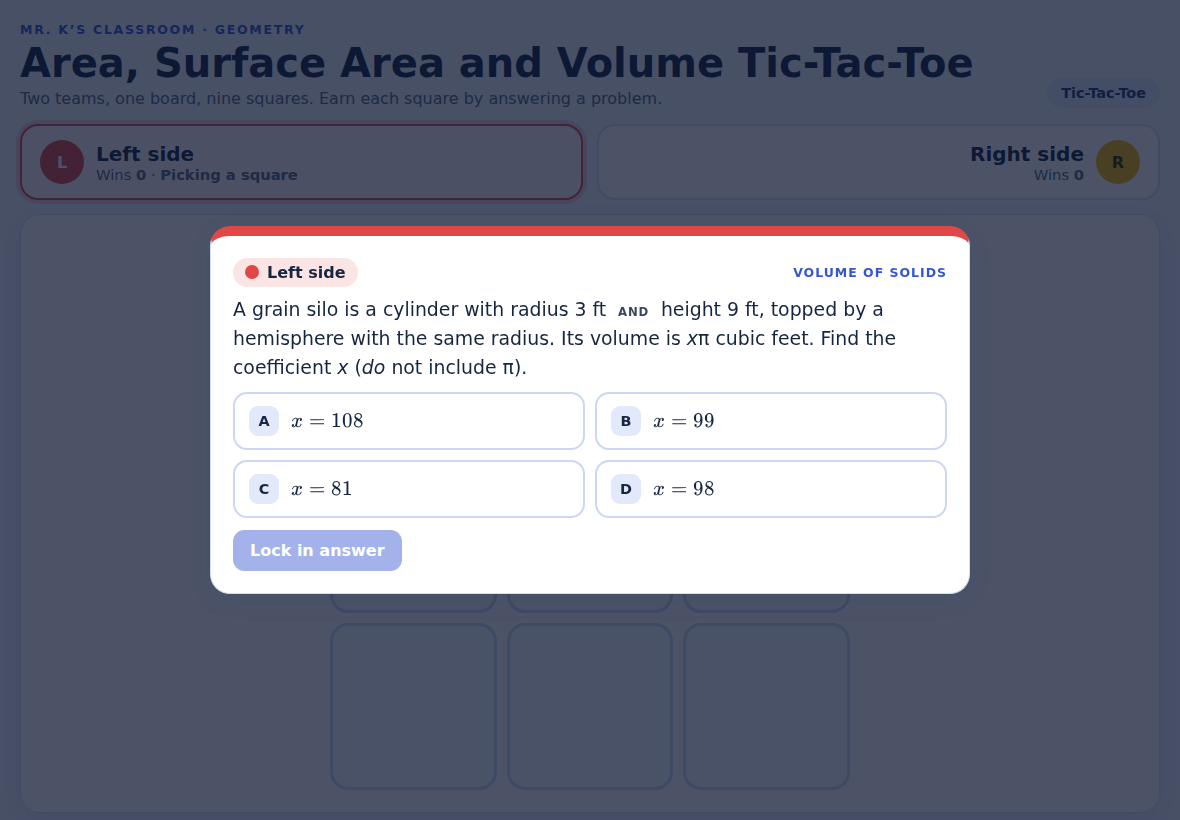 MR. K'S CLASSROOM · GEOMETRY
Area, Surface Area and Volume Tic-Tac-Toe
Two teams, one board, nine squares. Earn each square by answering a problem.
Tic-Tac-Toe
L
Left side
Wins 0 · Picking a square
Right side
Wins 0
R
Left side
VOLUME OF SOLIDS
A grain silo is a cylinder with radius 3 ft AND height 9 ft, topped by a
hemisphere with the same radius. Its volume is xπ cubic feet. Find the
coefficient x (do not include π).
A x = 108
B x = 99
C x = 81
D x = 98
Lock in answer